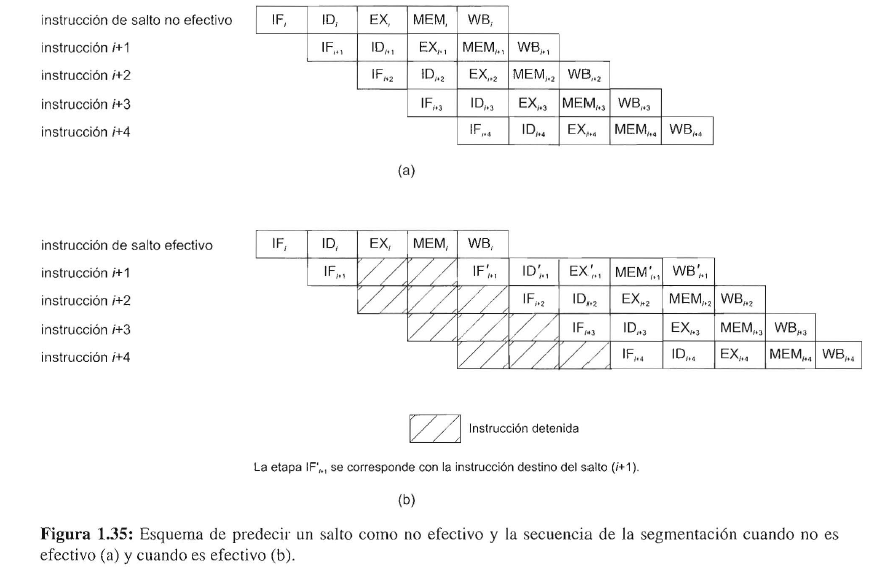 instrucción de salto no efectivo IFᵢ IDᵢ EXᵢ MEMᵢ WBᵢ
instrucción i+1 IFᵢ₊₁ IDᵢ₊₁ EXᵢ₊₁ MEMᵢ₊₁ WBᵢ₊₁
instrucción i+2 IFᵢ₊₂ IDᵢ₊₂ EXᵢ₊₂ MEMᵢ₊₂ WBᵢ₊₂
instrucción i+3 IFᵢ₊₃ IDᵢ₊₃ EXᵢ₊₃ MEMᵢ₊₃ WBᵢ₊₃
instrucción i+4 IFᵢ₊₄ IDᵢ₊₄ EXᵢ₊₄ MEMᵢ₊₄ WBᵢ₊₄
(a)
instrucción de salto efectivo IFᵢ IDᵢ EXᵢ MEMᵢ WBᵢ
instrucción i+1 IFᵢ₊₁ IF'ᵢ₊₁ ID'ᵢ₊₁ EX'ᵢ₊₁ MEM'ᵢ₊₁ WB'ᵢ₊₁
instrucción i+2 IFᵢ₊₂ IDᵢ₊₂ EXᵢ₊₂ MEMᵢ₊₂ WBᵢ₊₂
instrucción i+3 IFᵢ₊₃ IDᵢ₊₃ EXᵢ₊₃ MEMᵢ₊₃ WBᵢ₊₃
instrucción i+4 IFᵢ₊₄ IDᵢ₊₄ EXᵢ₊₄ MEMᵢ₊₄ WBᵢ₊₄
Instrucción detenida
La etapa IF'ᵢ₊₁ se corresponde con la instrucción destino del salto (i+1).
(b)
Figura 1.35: Esquema de predecir un salto como no efectivo y la secuencia de la segmentación cuando no es
efectivo (a) y cuando es efectivo (b).